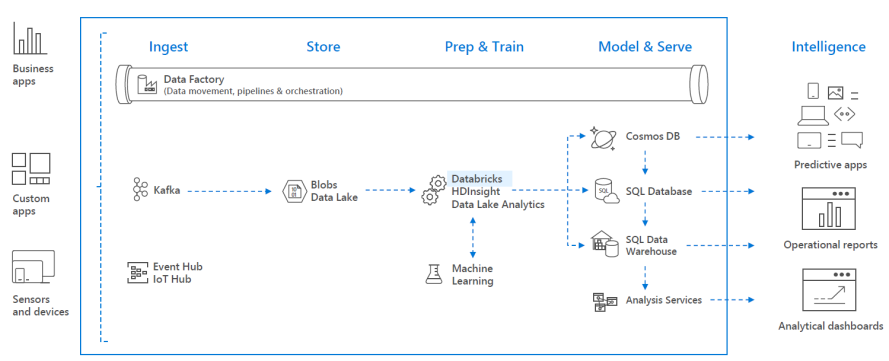 Ingest
Store
Prep & Train
Model & Serve
Intelligence
Business
apps
Data Factory
(Data movement, pipelines & orchestration)
Cosmos DB
Predictive apps
Custom
apps
Kafka
Blobs
Data Lake
Databricks
HDInsight
Data Lake Analytics
SQL
SQL Database
Operational reports
SQL Data
Warehouse
Event Hub
IoT Hub
Machine
Learning
Sensors
and devices
Analysis Services
Analytical dashboards